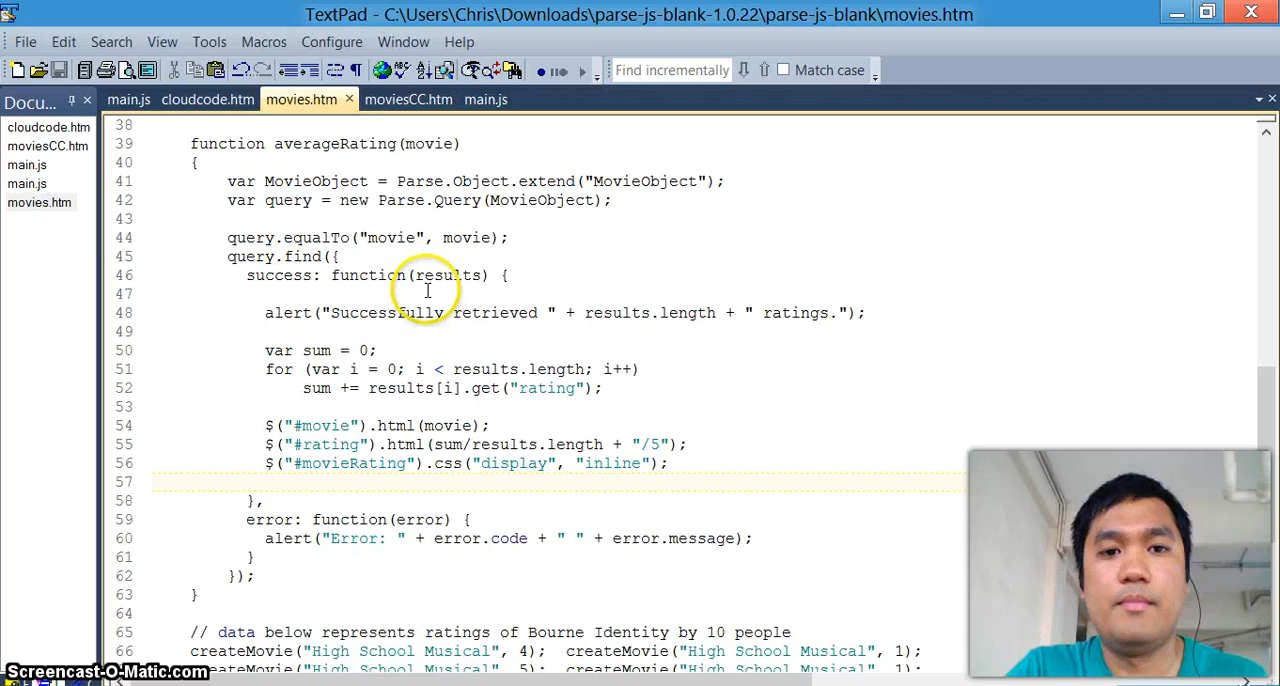 TextPad - C:\Users\Chris\Downloads\parse-js-blank-1.0.22\parse-js-blank\movies.htm
File Edit Search View Tools Macros Configure Window Help
Find incrementally Match case
Docu... main.js cloudcode.htm movies.htm moviesCC.htm main.js
cloudcode.htm
moviesCC.htm
main.js
main.js
movies.htm
38
39 function averageRating(movie)
40 {
41 var MovieObject = Parse.Object.extend("MovieObject");
42 var query = new Parse.Query(MovieObject);
43
44 query.equalTo("movie", movie);
45 query.find({
46 success: function(results) {
47
48 alert("Successfully retrieved " + results.length + " ratings.");
49
50 var sum = 0;
51 for (var i = 0; i < results.length; i++)
52 sum += results[i].get("rating");
53
54 $("#movie").html(movie);
55 $("#rating").html(sum/results.length + "/5");
56 $("#movieRating").css("display", "inline");
57
58 },
59 error: function(error) {
60 alert("Error: " + error.code + " " + error.message);
61 }
62 });
63 }
64
65 // data below represents ratings of Bourne Identity by 10 people
66 createMovie("High School Musical", 4); createMovie("High School Musical", 1);
createMovie("High School Musical", 5); createMovie("High School Musical", 1);
Screencast-O-Matic.com